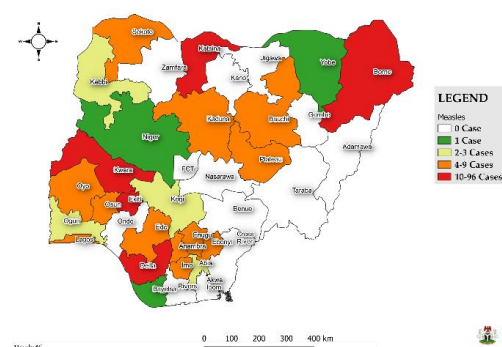 Sokoto
Katsina
Zamfara
Jigawa
Yobe
Borno
Kebbi
Kano
Gombe
Kaduna
Bauchi
Adamawa
Niger
Plateau
FCT
Nasarawa
Kwara
Taraba
Oyo
Kogi
Ekiti
Osun
Benue
Ondo
Edo
Ogun
Enugu
Cross
River
Lagos
Anambra
Ebonyi
Delta
Imo
Abia
Akwa
Ibom
Bayelsa
Rivers
LEGEND
Measles
0 Case
1 Case
2-3 Cases
4-9 Cases
10-96 Cases
0 100 200 300 400 km